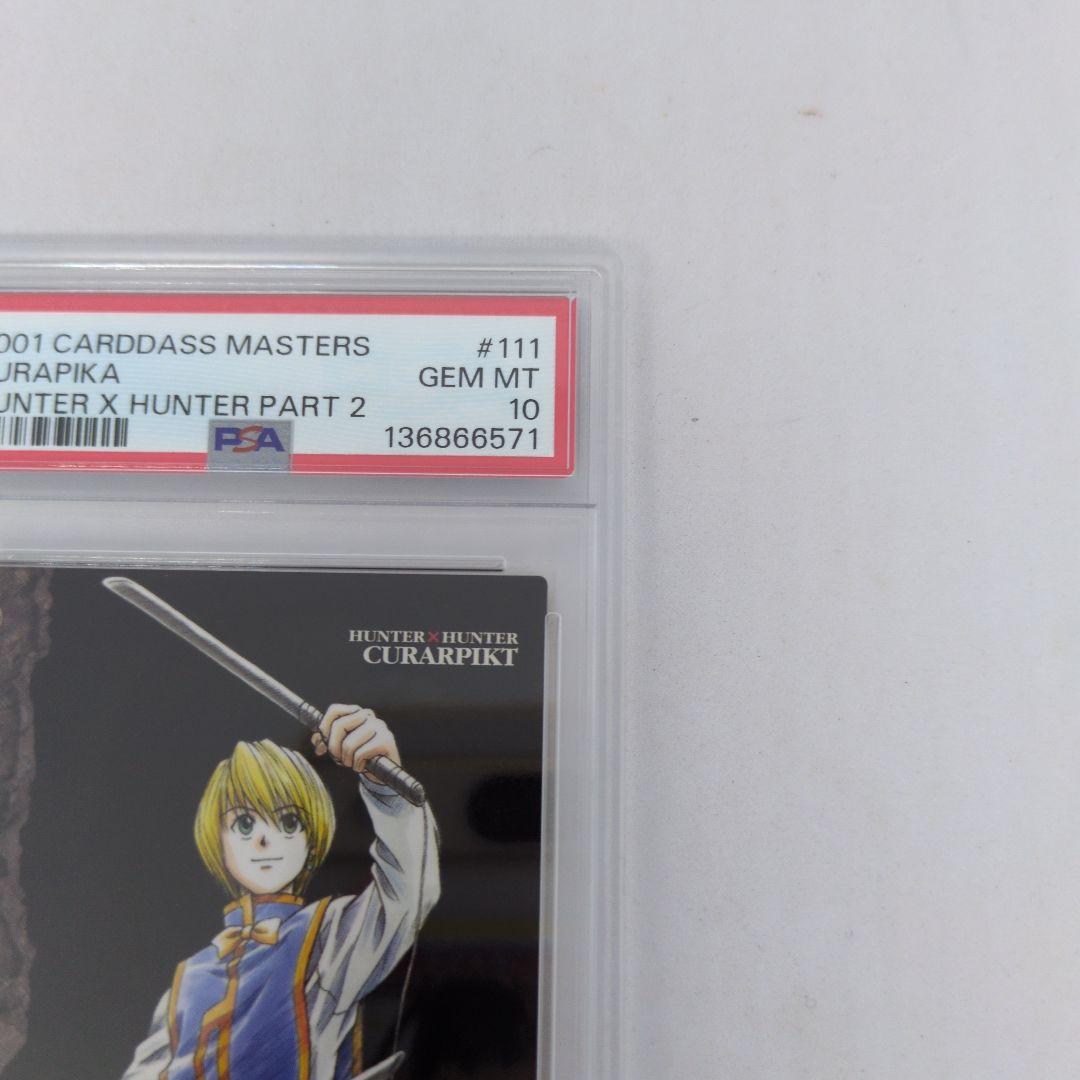 001 CARDDASS MASTERS #111
URAPIKA GEM MT
UNTER X HUNTER PART 2 10
PSA 136866571
HUNTER×HUNTER
CURARPIKT